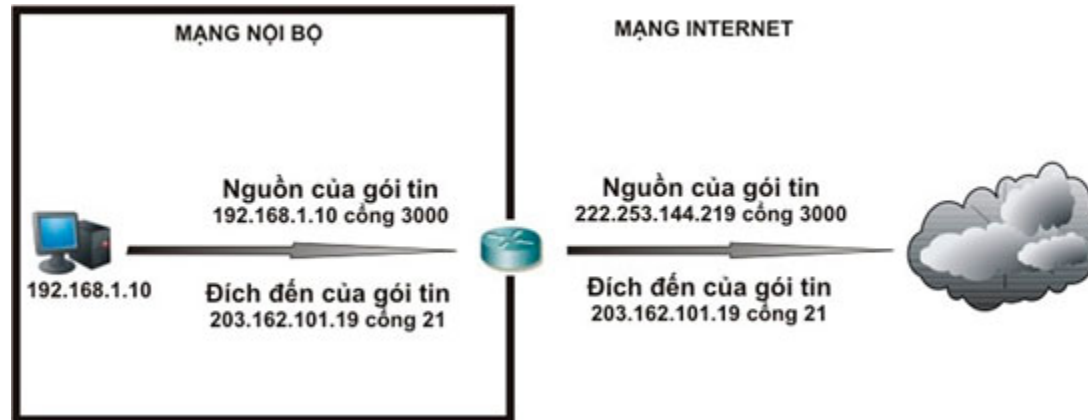 MẠNG NỘI BỘ
MẠNG INTERNET
Nguồn của gói tin
192.168.1.10 cổng 3000
Nguồn của gói tin
222.253.144.219 cổng 3000
192.168.1.10
Đích đến của gói tin
203.162.101.19 cổng 21
Đích đến của gói tin
203.162.101.19 cổng 21